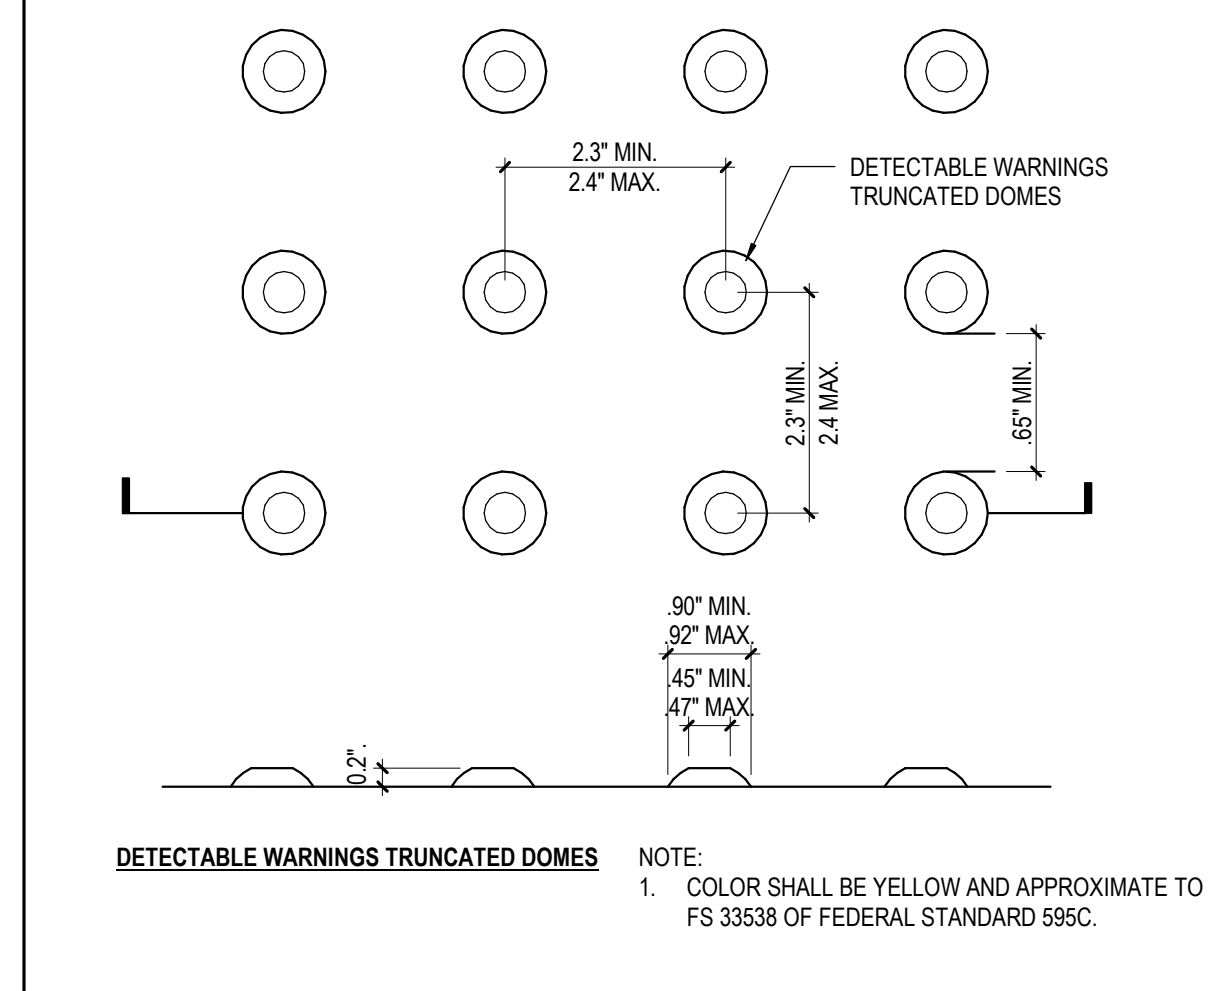 2.3" MIN.
2.4" MAX.
DETECTABLE WARNINGS
TRUNCATED DOMES
2.3" MIN.
2.4 MAX.
.65" MIN.
.90" MIN.
.92" MAX.
.45" MIN.
.47" MAX.
0.2" .
DETECTABLE WARNINGS TRUNCATED DOMES
NOTE:
1. COLOR SHALL BE YELLOW AND APPROXIMATE TO
FS 33538 OF FEDERAL STANDARD 595C.